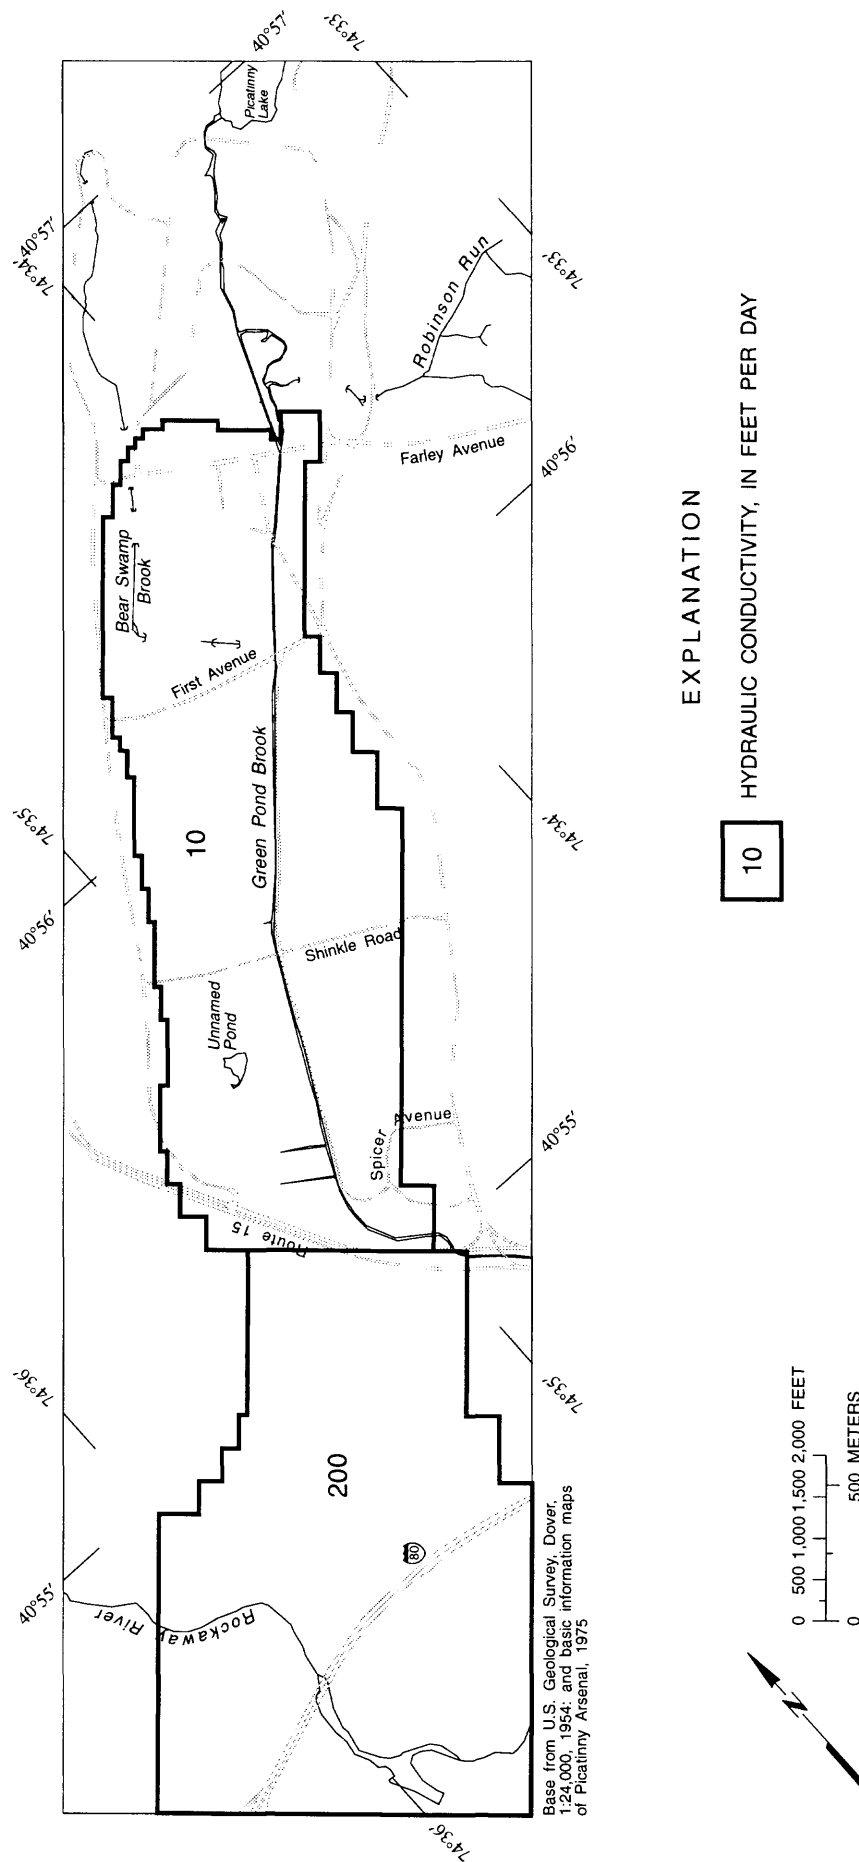 40°57'
74°33'
Picatinny
Lake
40°57'
74°34'
Robinson Run
74°33'
Farley Avenue
40°56'
Bear Swamp
Brook
First Avenue
Green Pond Brook
10
74°35'
40°56'
74°34'
Shinkle Road
Unnamed
Pond
Spicer Avenue
40°55'
Route 15
74°36'
74°35'
200
80
40°55'
Rockaway River
74°36'
Base from U.S. Geological Survey, Dover,
1:24,000, 1954: and basic information maps
of Picatinny Arsenal, 1975
EXPLANATION
10 HYDRAULIC CONDUCTIVITY, IN FEET PER DAY
0 500 1,000 1,500 2,000 FEET
0 500 METERS
N